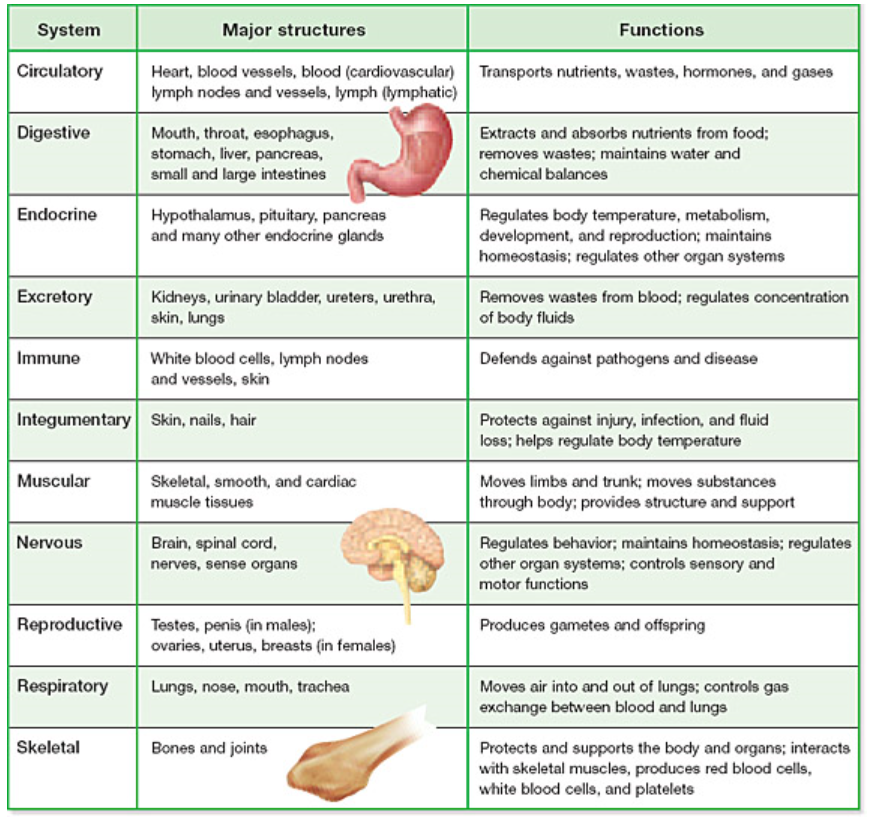 System Major structures Functions
Circulatory Heart, blood vessels, blood (cardiovascular) Transports nutrients, wastes, hormones, and gases
lymph nodes and vessels, lymph (lymphatic)
Digestive Mouth, throat, esophagus, Extracts and absorbs nutrients from food;
stomach, liver, pancreas, removes wastes; maintains water and
small and large intestines chemical balances
Endocrine Hypothalamus, pituitary, pancreas Regulates body temperature, metabolism,
and many other endocrine glands development, and reproduction; maintains
homeostasis; regulates other organ systems
Excretory Kidneys, urinary bladder, ureters, urethra, Removes wastes from blood; regulates concentration
skin, lungs of body fluids
Immune White blood cells, lymph nodes Defends against pathogens and disease
and vessels, skin
Integumentary Skin, nails, hair Protects against injury, infection, and fluid
loss; helps regulate body temperature
Muscular Skeletal, smooth, and cardiac Moves limbs and trunk; moves substances
muscle tissues through body; provides structure and support
Nervous Brain, spinal cord, Regulates behavior; maintains homeostasis; regulates
nerves, sense organs other organ systems; controls sensory and
motor functions
Reproductive Testes, penis (in males); Produces gametes and offspring
ovaries, uterus, breasts (in females)
Respiratory Lungs, nose, mouth, trachea Moves air into and out of lungs; controls gas
exchange between blood and lungs
Skeletal Bones and joints Protects and supports the body and organs; interacts
with skeletal muscles, produces red blood cells,
white blood cells, and platelets